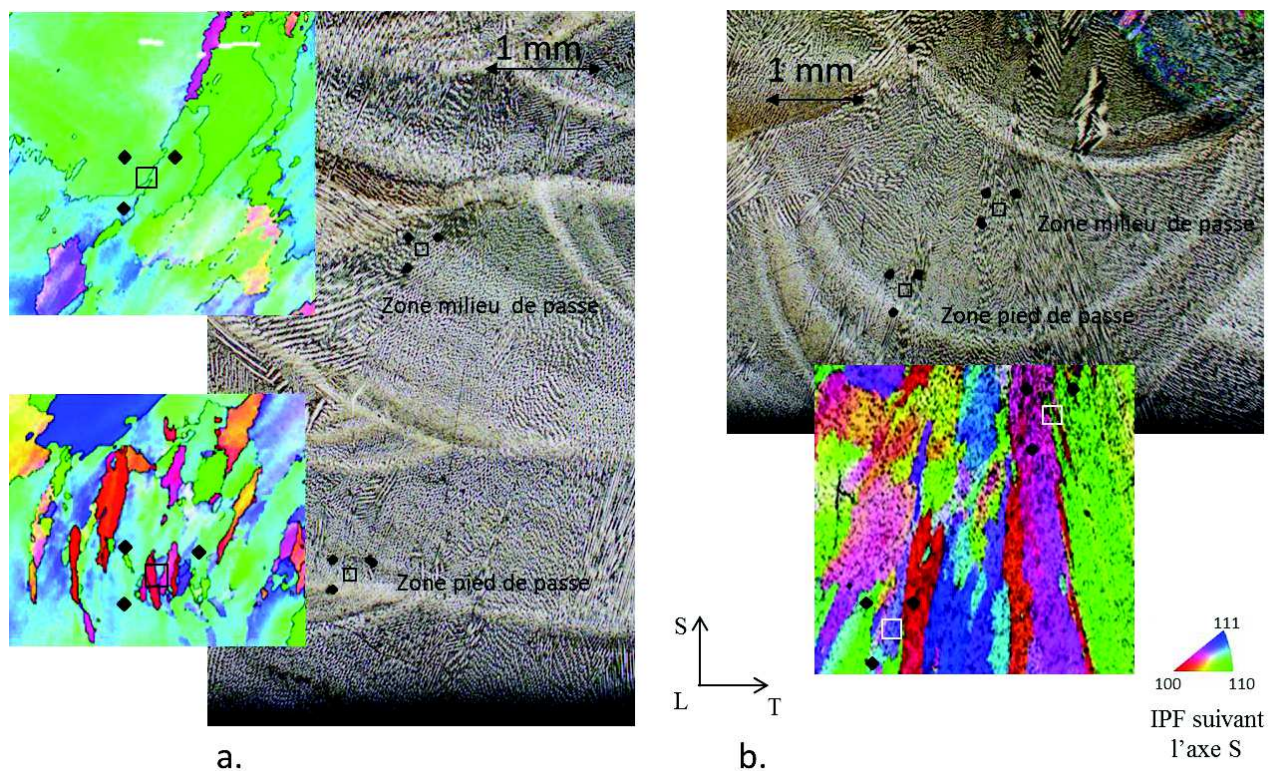 1 mm
Zone milieu de passe
Zone pied de passe
a.
1 mm
Zone milieu de passe
Zone pied de passe
S
L
T
b.
111
100
110
IPF suivant
l'axe S